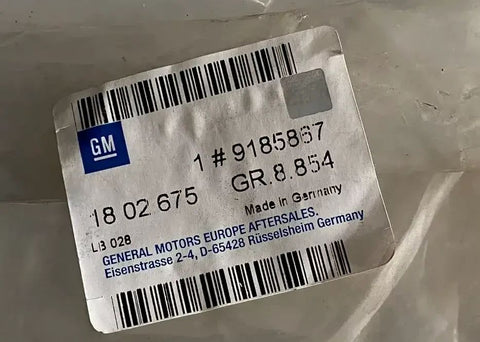 GM
1 # 9185867
18 02 675
GR.8.854
LB 028
Made in Germany
GENERAL MOTORS EUROPE AFTERSALES.
Eisenstrasse 2-4, D-65428 Rüsselsheim Germany